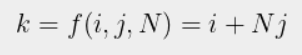 k = f(i, j, N) = i + Nj